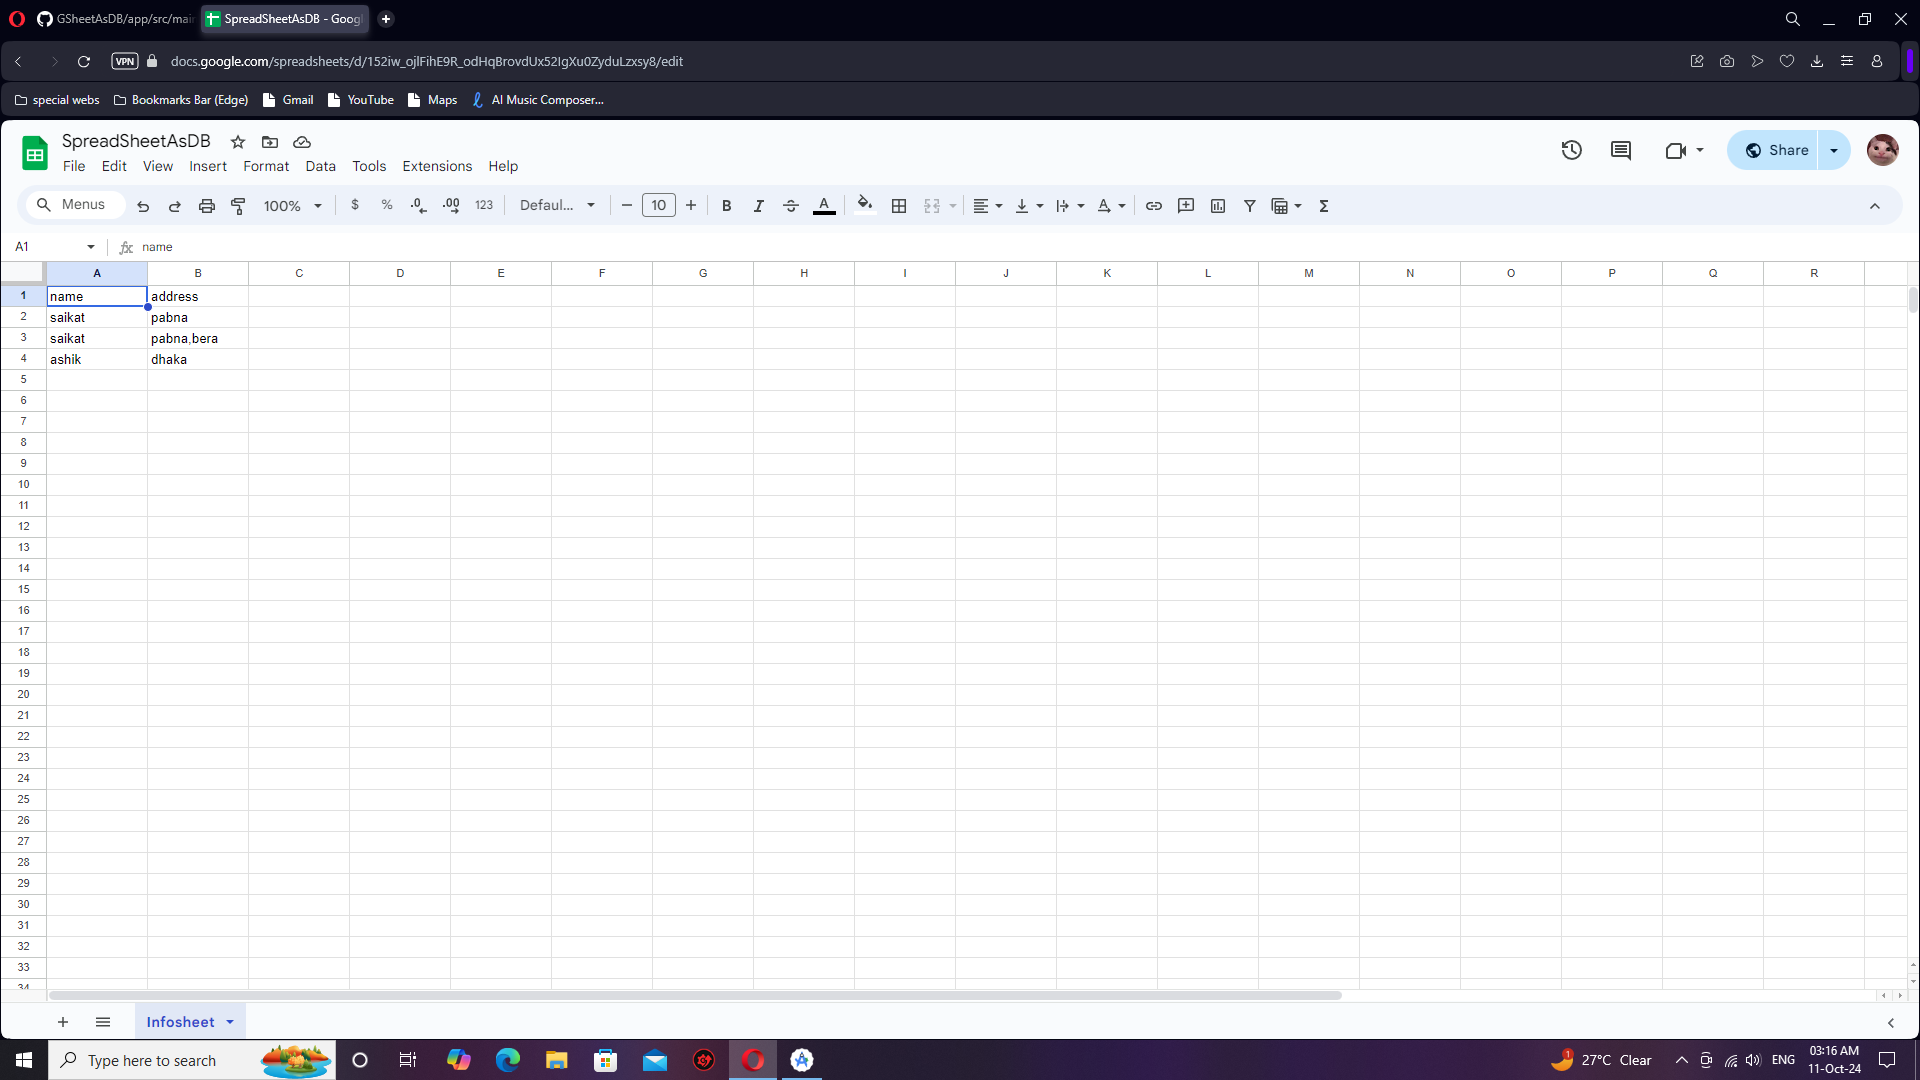 GSheetAsDB/app/src/mai
SpreadSheetAsDB - Goog
VPN
docs.google.com/spreadsheets/d/152iw_ojlFihE9R_odHqBrovdUx52IgXu0ZyduLzxsy8/edit
special webs
Bookmarks Bar (Edge)
Gmail
YouTube
Maps
AI Music Composer...
SpreadSheetAsDB
File Edit View Insert Format Data Tools Extensions Help
Share
Menus
100%
$ % .0 .00 123
Defaul...
10
B I A
A1
name
A B C D E F G H I J K L M N O P Q R
1 name address
2 saikat pabna
3 saikat pabna,bera
4 ashik dhaka
5
6
7
8
9
10
11
12
13
14
15
16
17
18
19
20
21
22
23
24
25
26
27
28
29
30
31
32
33
34
Infosheet
Type here to search
1
27°C Clear
ENG
03:16 AM
11-Oct-24